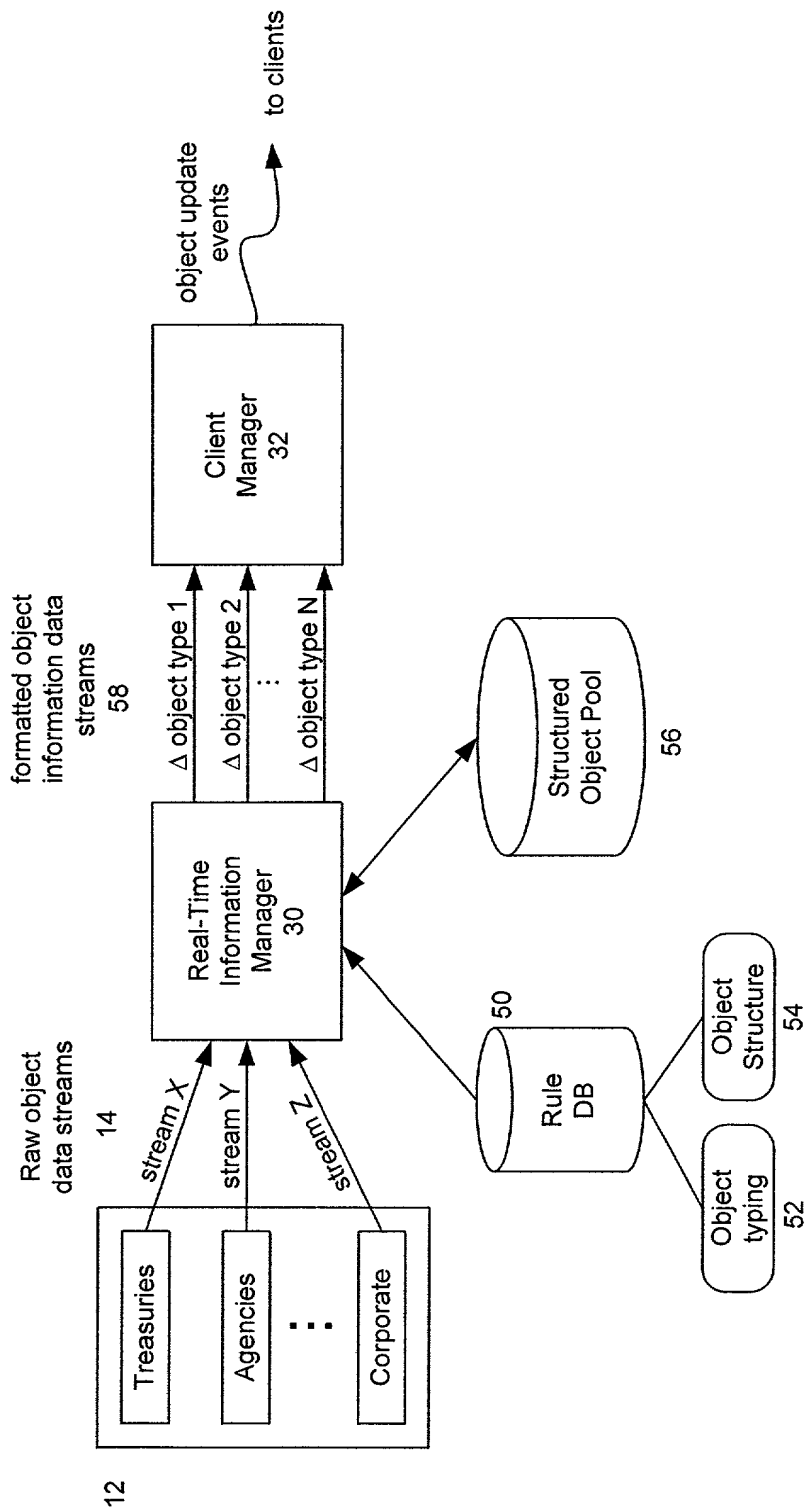 12
Treasuries
Agencies
⋮
Corporate
Raw object
data streams
14
stream X
stream Y
stream Z
Real-Time
Information
Manager
30
formatted object
information data
streams
58
Δ object type 1
Δ object type 2
⋮
Δ object type N
Client
Manager
32
object update
events
to clients
50
Rule
DB
Object
typing
52
Object
Structure
54
Structured
Object Pool
56